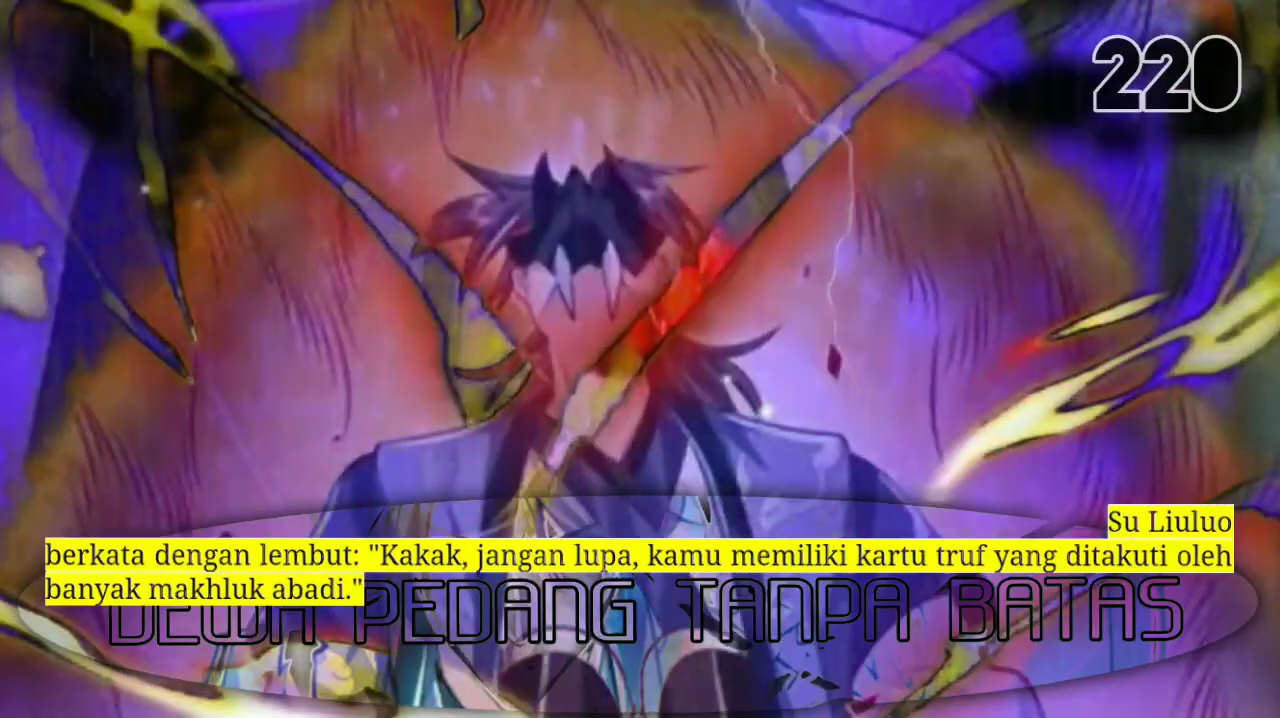 220
Su Liuluo
berkata dengan lembut: "Kakak, jangan lupa, kamu memiliki kartu truf yang ditakuti oleh
banyak makhluk abadi."
DEWA PEDANG TANPA BATAS